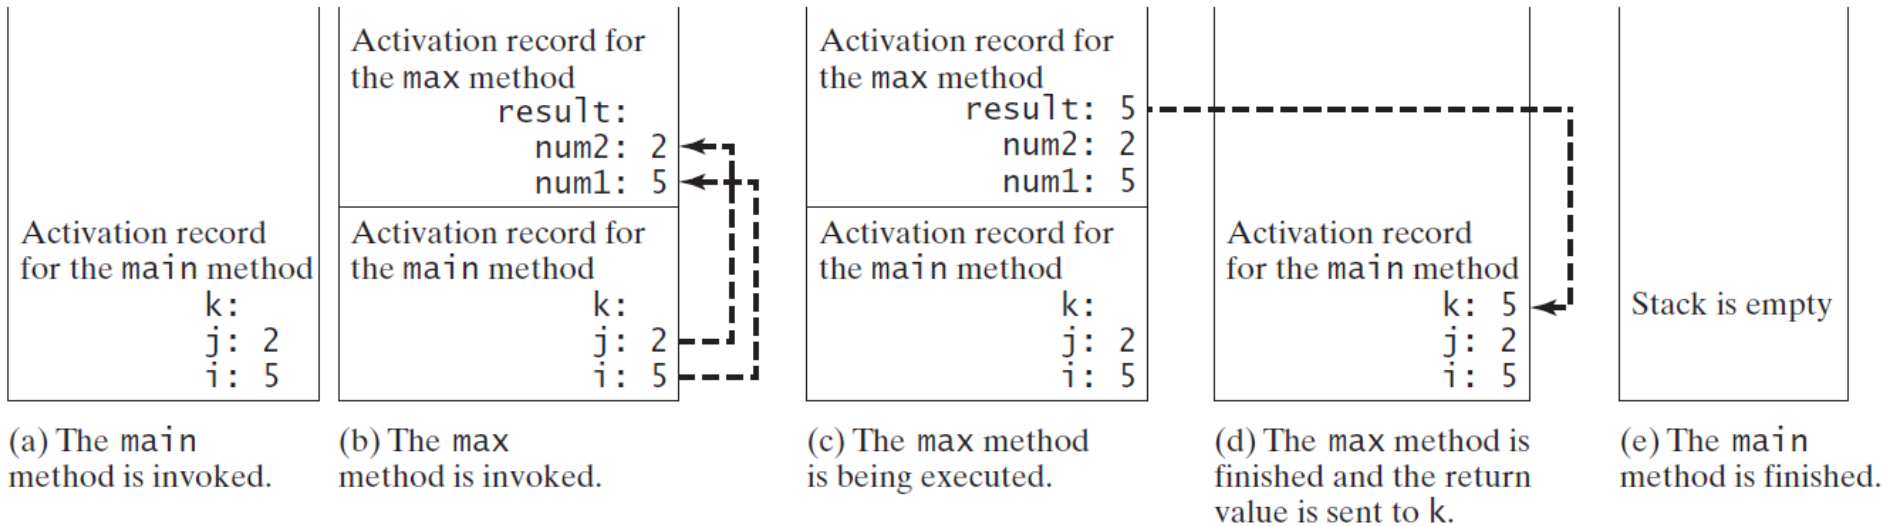 Activation record
for the main method
k:
j: 2
i: 5
(a) The main
method is invoked.
Activation record for
the max method
result:
num2: 2
num1: 5
Activation record for
the main method
k:
j: 2
i: 5
(b) The max
method is invoked.
Activation record for
the max method
result: 5
num2: 2
num1: 5
Activation record for
the main method
k:
j: 2
i: 5
(c) The max method
is being executed.
Activation record
for the main method
k: 5
j: 2
i: 5
(d) The max method is
finished and the return
value is sent to k.
Stack is empty
(e) The main
method is finished.